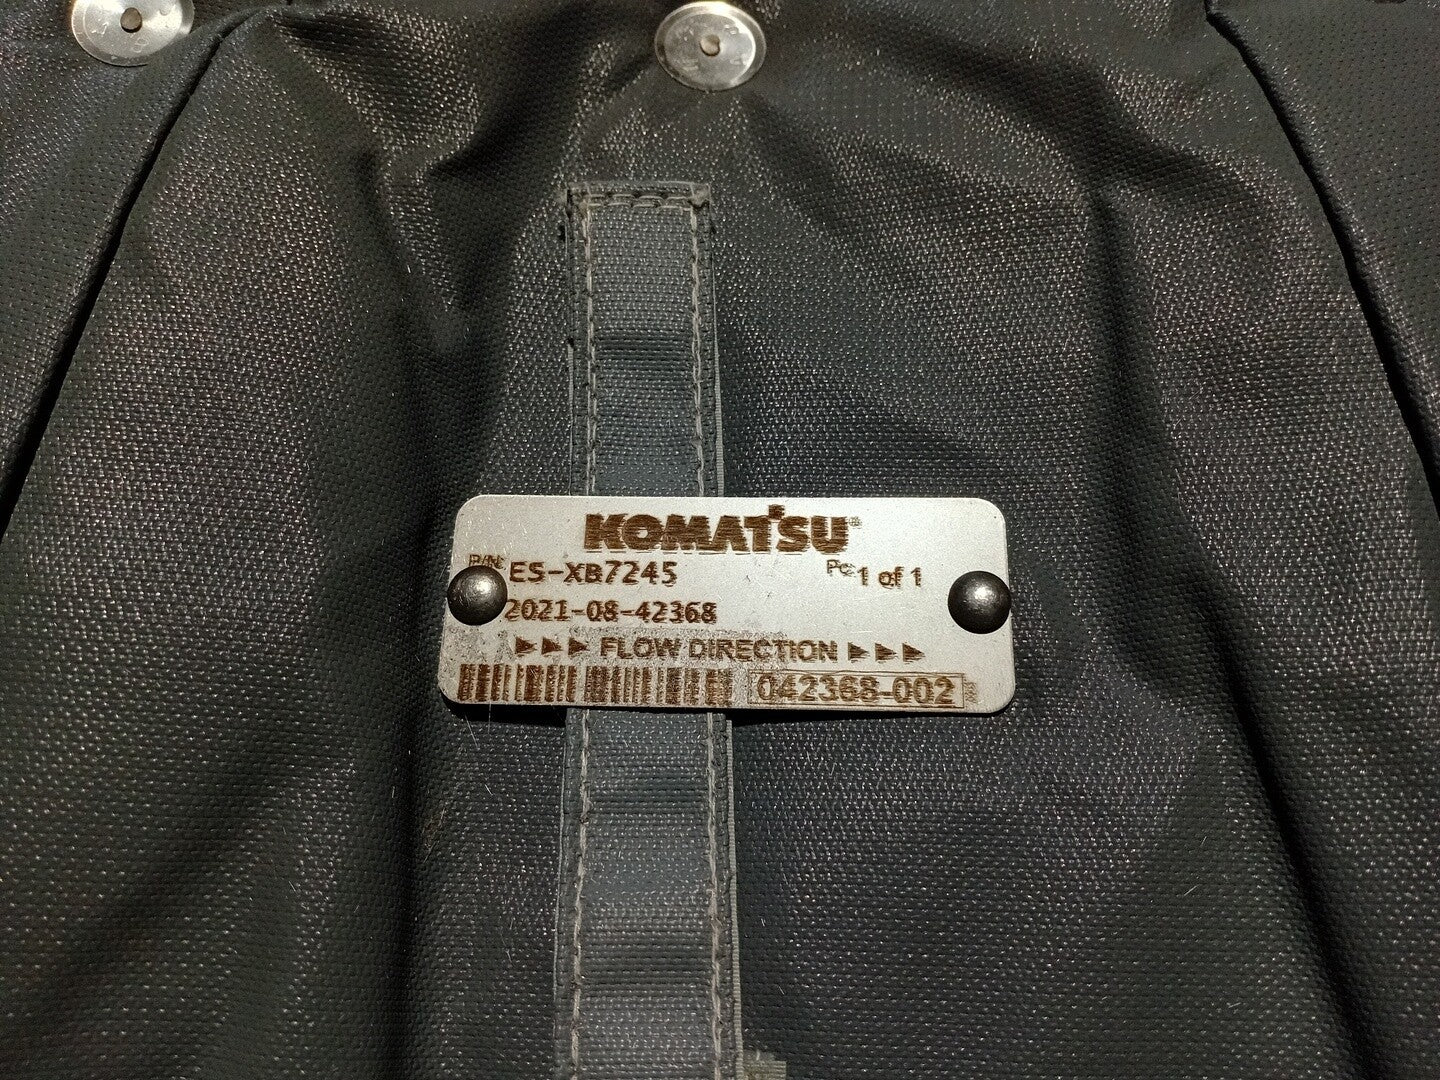 KOMATSU®
P/N: ES-XB7245 Pc: 1 of 1
2021-08-42368
►►► FLOW DIRECTION ►►►
042368-002